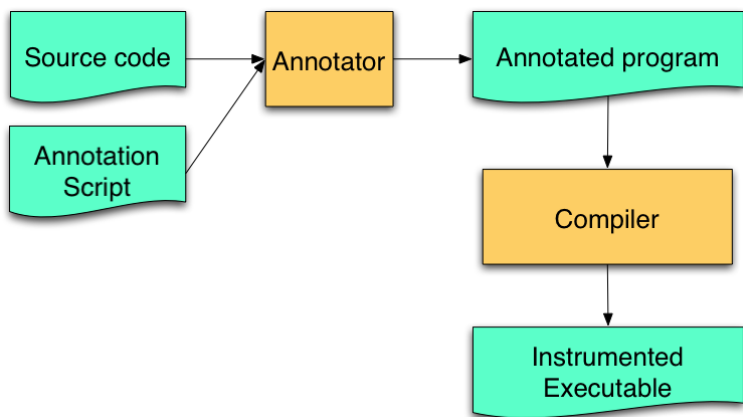 Source code
Annotator
Annotated program
Annotation
Script
Compiler
Instrumented
Executable